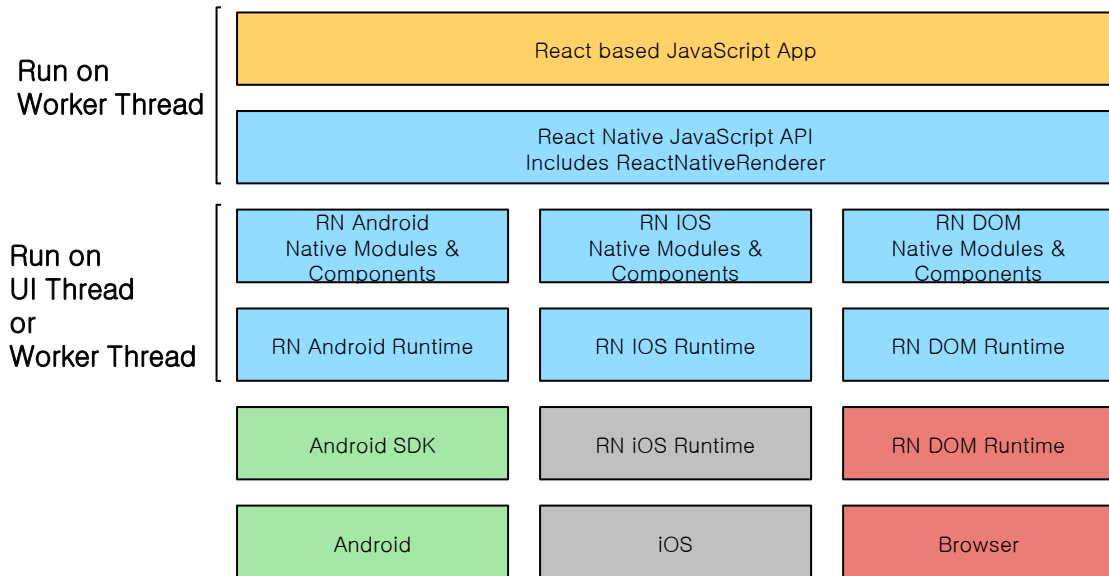 Run on
Worker Thread
React based JavaScript App
React Native JavaScript API
Includes ReactNativeRenderer
Run on
UI Thread
or
Worker Thread
RN Android
Native Modules &
Components
RN IOS
Native Modules &
Components
RN DOM
Native Modules &
Components
RN Android Runtime
RN IOS Runtime
RN DOM Runtime
Android SDK
RN iOS Runtime
RN DOM Runtime
Android
iOS
Browser